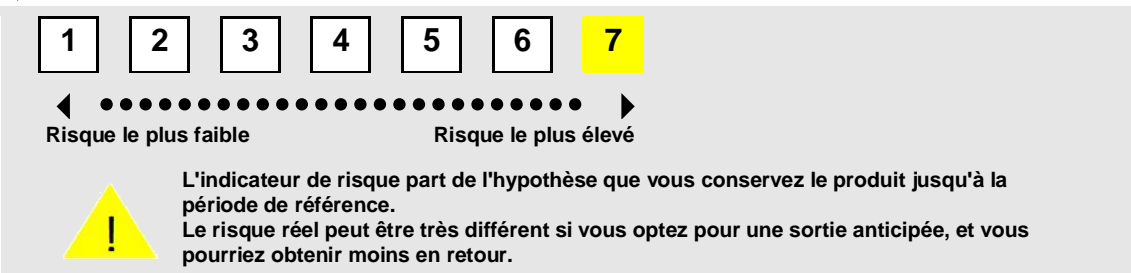 1 2 3 4 5 6 7
Risque le plus faible Risque le plus élevé
L'indicateur de risque part de l'hypothèse que vous conservez le produit jusqu'à la
période de référence.
Le risque réel peut être très différent si vous optez pour une sortie anticipée, et vous
pourriez obtenir moins en retour.
!